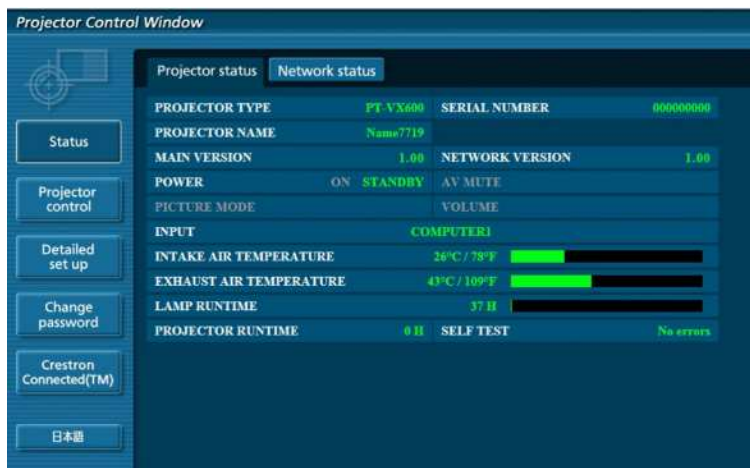 Projector Control Window
Projector status Network status
PROJECTOR TYPE PT-VX600 SERIAL NUMBER 000000000
PROJECTOR NAME Name7719
MAIN VERSION 1.00 NETWORK VERSION 1.00
POWER ON STANDBY AV MUTE
PICTURE MODE VOLUME
INPUT COMPUTER1
INTAKE AIR TEMPERATURE 26°C / 78°F
EXHAUST AIR TEMPERATURE 43°C / 109°F
LAMP RUNTIME 37 H
PROJECTOR RUNTIME 0 H SELF TEST No errors
Status
Projector
control
Detailed
set up
Change
password
Crestron
Connected(TM)
日本語